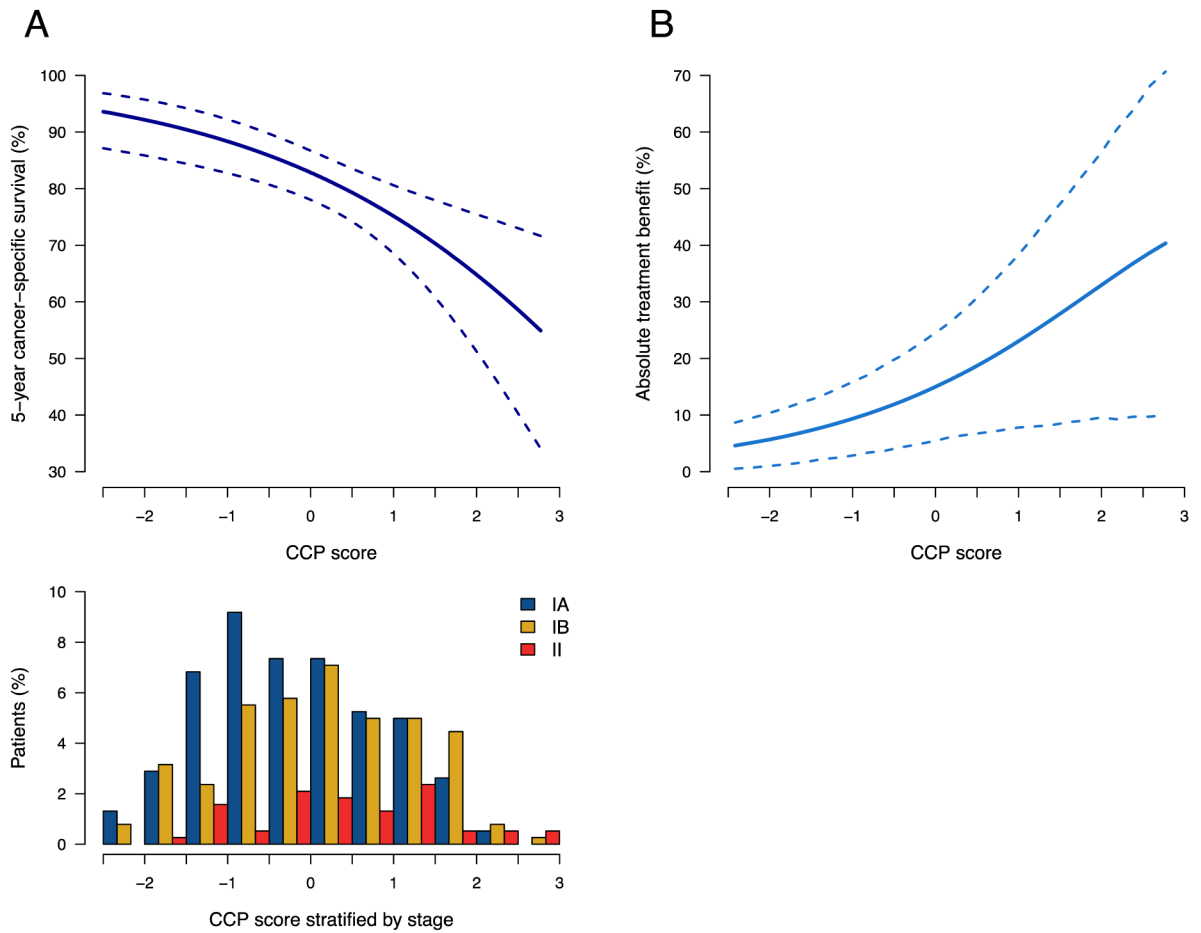 A
5−year cancer−specific survival (%)
100
90
80
70
60
50
40
30
−2 −1 0 1 2 3
CCP score
B
Absolute treatment benefit (%)
70
60
50
40
30
20
10
0
−2 −1 0 1 2 3
CCP score
Patients (%)
10
8
6
4
2
0
IA
IB
II
−2 −1 0 1 2 3
CCP score stratified by stage